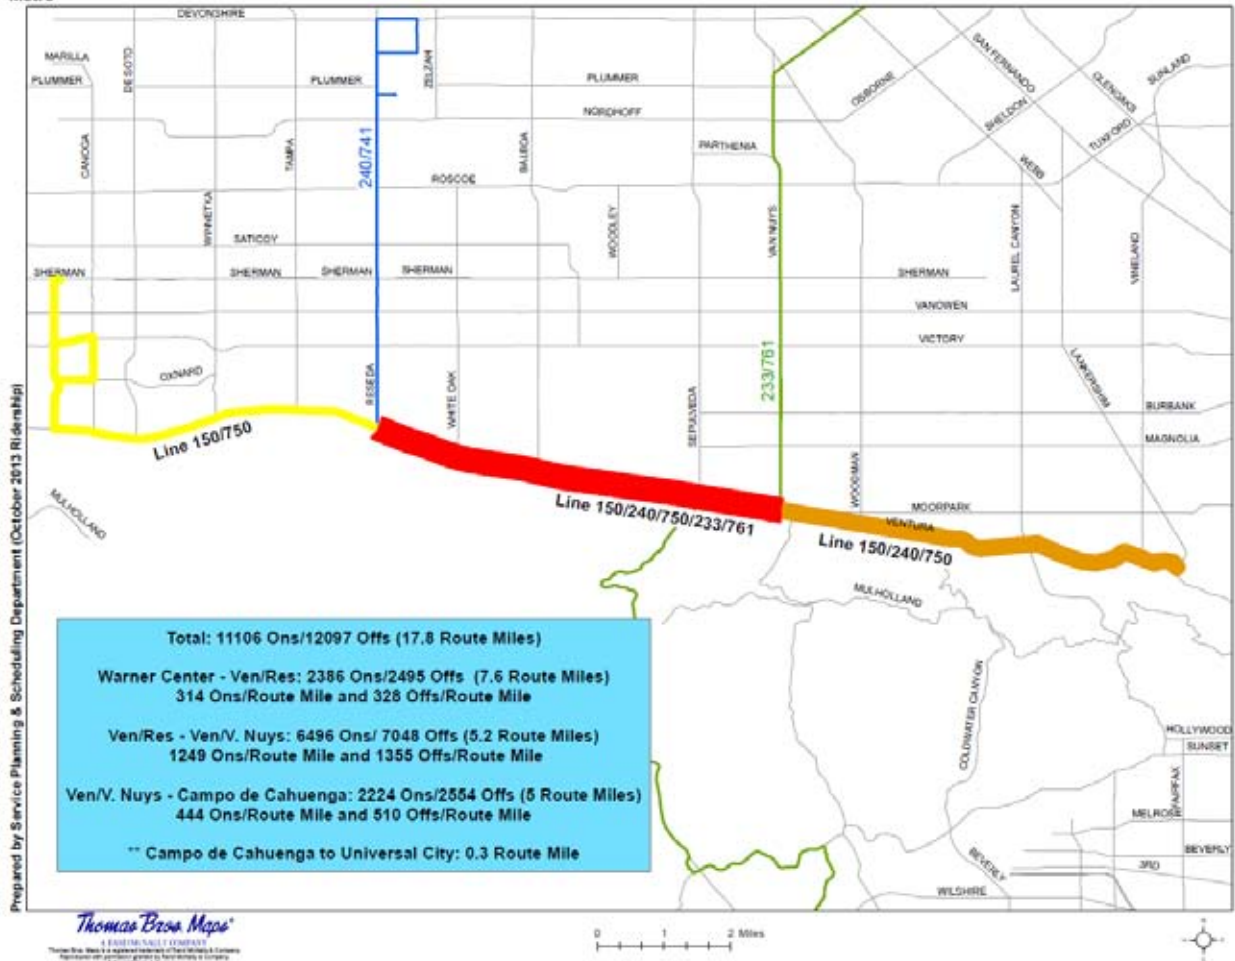 DEVONSHIRE
MARILLA
DE SOTO
ZELZAH
SAN FERNANDO
GLENOAKS
SUNLAND
PLUMMER
PLUMMER
PLUMMER
OSBORNE
NORDHOFF
SHELDON
TUXFORD
CANOGA
TAMPA
240/741
BALBOA
PARTHENIA
WEBB
ROSCOE
WINNETKA
WOODLEY
VAN NUYS
LAUREL CANYON
VINELAND
SATICOY
SHERMAN
SHERMAN
SHERMAN
SHERMAN
SHERMAN
VANOWEN
VICTORY
OXNARD
RESEDA
WHITE OAK
233/761
LANKERSHIM
SEPULVEDA
BURBANK
MAGNOLIA
Line 150/750
WOODMAN
MULHOLLAND
Line 150/240/750/233/761
MOORPARK
VENTURA
Line 150/240/750
MULHOLLAND
COLDWATER CANYON
Total: 11106 Ons/12097 Offs (17.8 Route Miles)
Warner Center - Ven/Res: 2386 Ons/2495 Offs (7.6 Route Miles)
314 Ons/Route Mile and 328 Offs/Route Mile
Ven/Res - Ven/V. Nuys: 6496 Ons/ 7048 Offs (5.2 Route Miles)
1249 Ons/Route Mile and 1355 Offs/Route Mile
Ven/V. Nuys - Campo de Cahuenga: 2224 Ons/2554 Offs (5 Route Miles)
444 Ons/Route Mile and 510 Offs/Route Mile
** Campo de Cahuenga to Universal City: 0.3 Route Mile
HOLLYWOOD
SUNSET
FAIRFAX
MELROSE
BEVERLY
BEVERLY
3RD
WILSHIRE
Prepared by Service Planning & Scheduling Department (October 2013 Ridership)
Thomas Bros. Maps
0 1 2 Miles